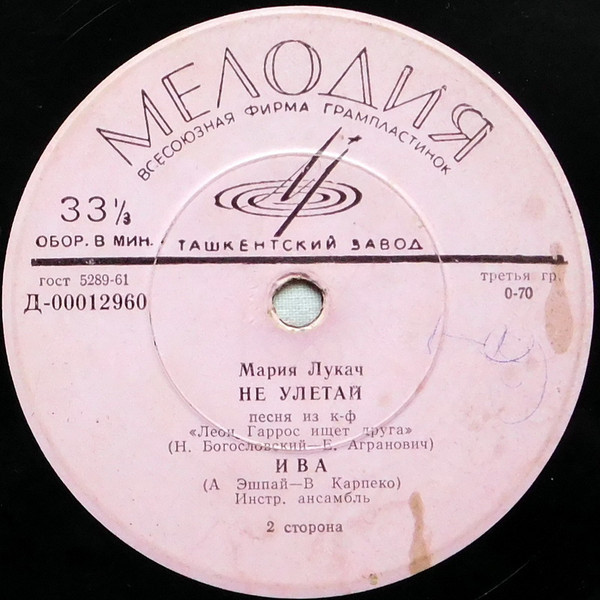 МЕЛОДИЯ
ВСЕСОЮЗНАЯ ФИРМА ГРАМПЛАСТИНОК
33⅓
ОБОР. В МИН. · ТАШКЕНТСКИЙ ЗАВОД
гост 5289-61
третья гр.
Д-00012960
0-70
Мария Лукач
НЕ УЛЕТАЙ
песня из к-ф
«Леон Гаррос ищет друга»
(Н. Богословский—Е. Агранович)
ИВА
(А Эшпай—В Карпеко)
Инстр. ансамбль
2 сторона